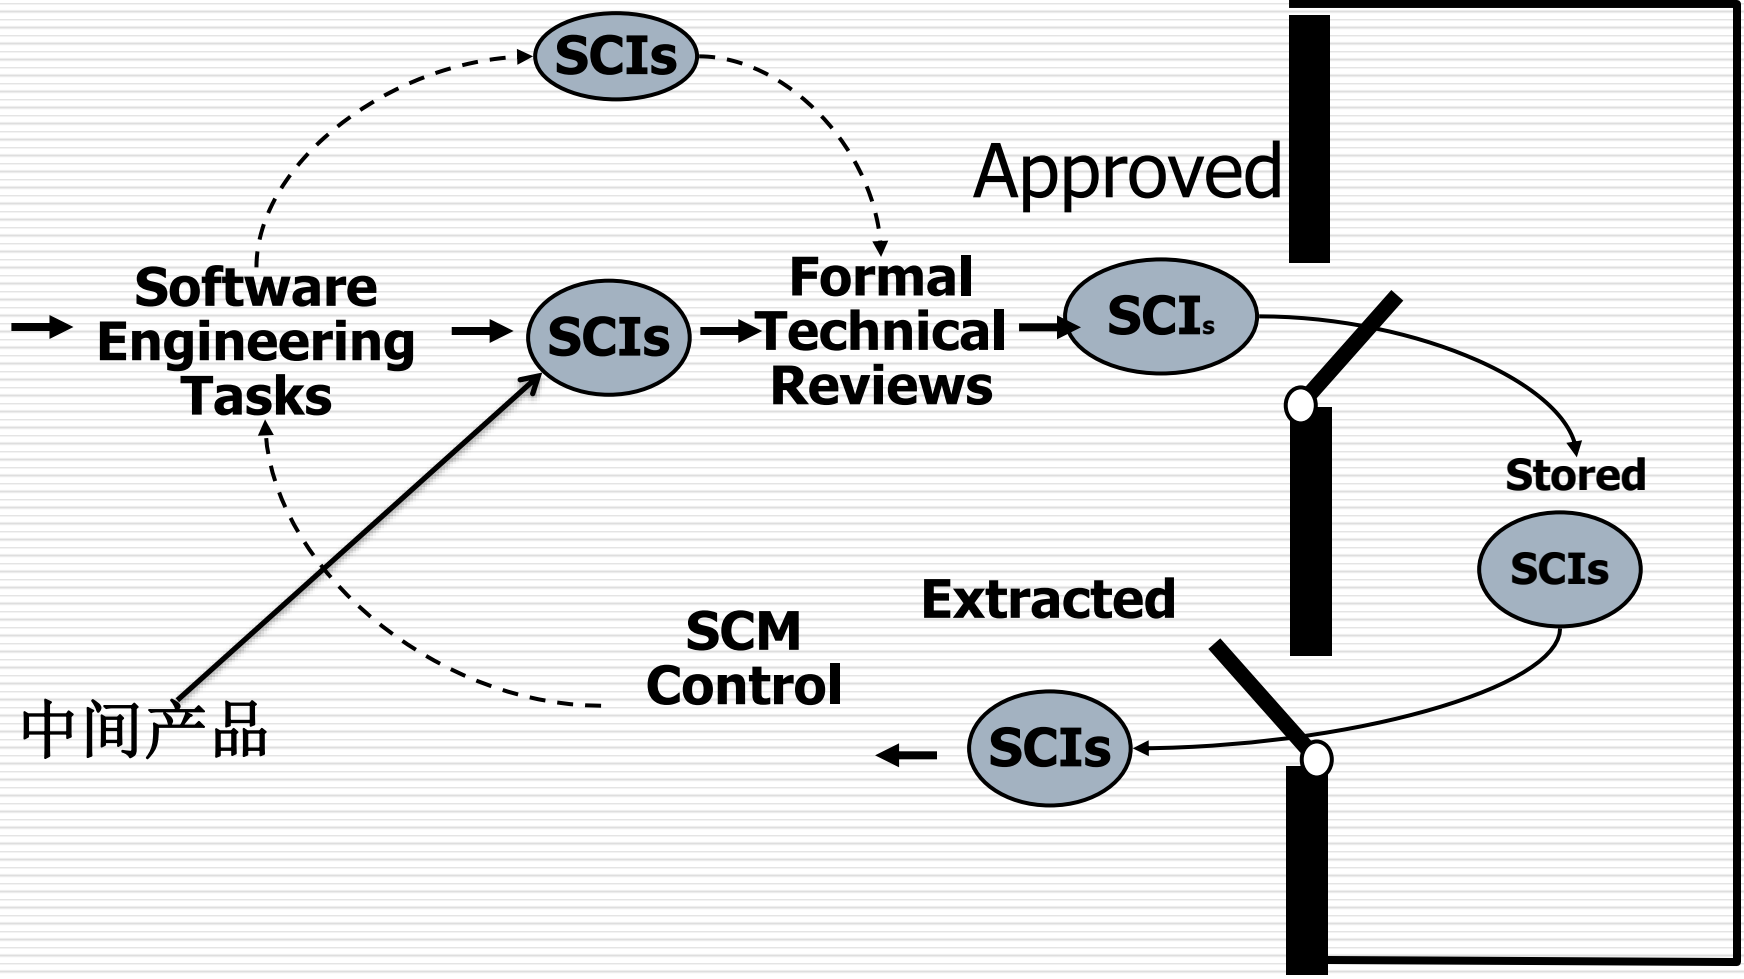 SCIs
Approved
Software
Engineering
Tasks
SCIs
Formal
Technical
Reviews
SCIs
Stored
SCIs
Extracted
SCM
Control
SCIs
中间产品